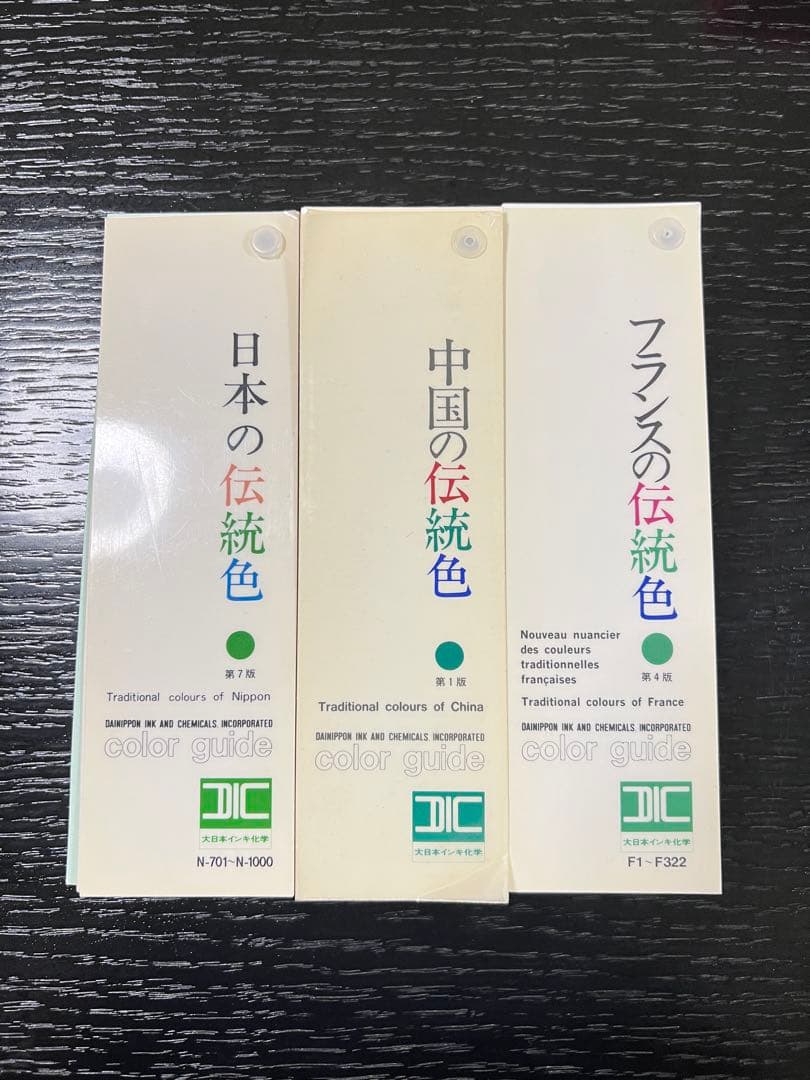 日本の伝統色
第7版
Traditional colours of Nippon
DAINIPPON INK AND CHEMICALS, INCORPORATED
color guide
DIC
大日本インキ化学
N-701~N-1000
中国の伝統色
第1版
Traditional colours of China
DAINIPPON INK AND CHEMICALS, INCORPORATED
color guide
DIC
大日本インキ化学
フランスの伝統色
Nouveau nuancier
des couleurs
traditionnelles
françaises
第4版
Traditional colours of France
DAINIPPON INK AND CHEMICALS, INCORPORATED
color guide
DIC
大日本インキ化学
F1~F322